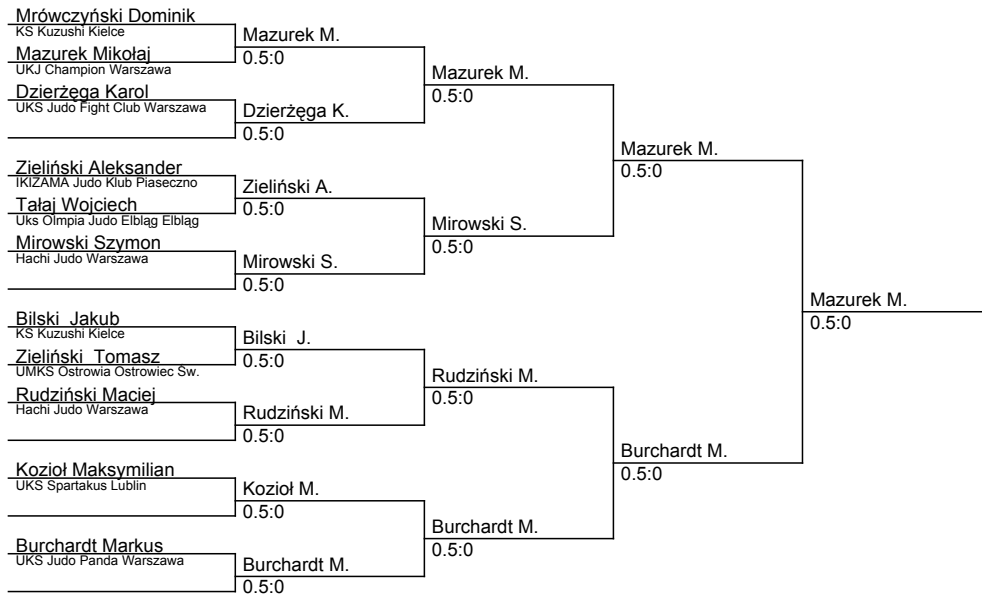 Mrówczyński Dominik
KS Kuzushi Kielce
Mazurek M.
0.5:0
Mazurek Mikołaj
UKJ Champion Warszawa
Mazurek M.
0.5:0
Dzierżęga Karol
UKS Judo Fight Club Warszawa
Dzierżęga K.
0.5:0
Mazurek M.
0.5:0
Zieliński Aleksander
IKIZAMA Judo Klub Piaseczno
Zieliński A.
0.5:0
Tałaj Wojciech
Uks Olmpia Judo Elbląg Elbląg
Mirowski S.
0.5:0
Mirowski Szymon
Hachi Judo Warszawa
Mirowski S.
0.5:0
Mazurek M.
0.5:0
Bilski  Jakub
KS Kuzushi Kielce
Bilski  J.
0.5:0
Zieliński  Tomasz
UMKS Ostrowia Ostrowiec Św.
Rudziński M.
0.5:0
Rudziński Maciej
Hachi Judo Warszawa
Rudziński M.
0.5:0
Burchardt M.
0.5:0
Kozioł Maksymilian
UKS Spartakus Lublin
Kozioł M.
0.5:0
Burchardt M.
0.5:0
Burchardt Markus
UKS Judo Panda Warszawa
Burchardt M.
0.5:0